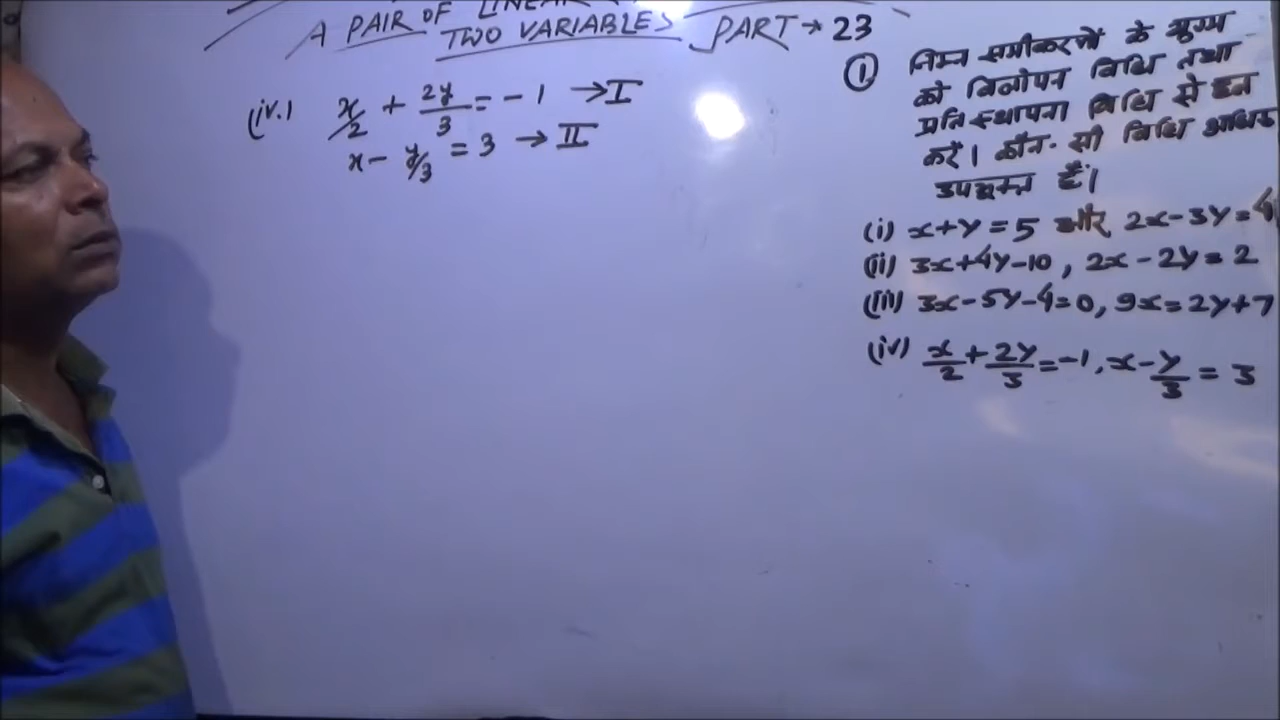 A PAIR OF LINEAR
TWO VARIABLES PART → 23
(iv.) x/2 + 2y/3 = -1 → I
x - y/3 = 3 → II
① निम्न समीकरणों के युग्म
को विलोपन विधि तथा
प्रतिस्थापना विधि से हल
करें। कौन-सी विधि अधिक
उपयुक्त है।
(i) x+y=5 और 2x-3y=4
(ii) 3x+4y-10, 2x-2y=2
(iii) 3x-5y-4=0, 9x=2y+7
(iv) x/2+2y/3=-1, x-y/3=3